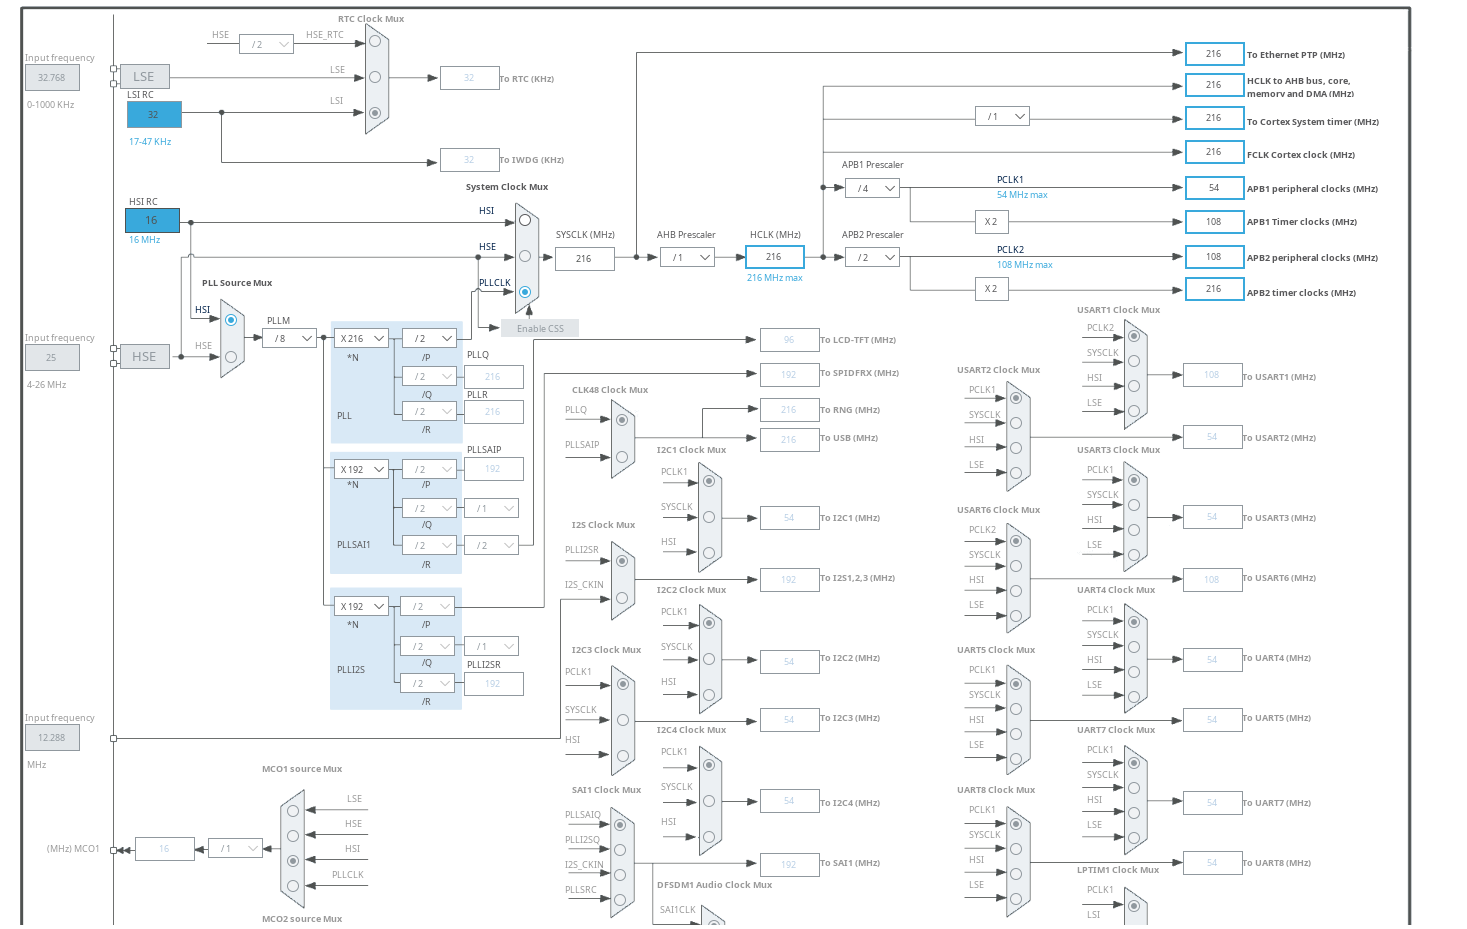 RTC Clock Mux
HSE
/ 2
HSE_RTC
Input frequency
32.768
LSE
LSE
32
To RTC (KHz)
0-1000 KHz
LSI RC
32
LSI
17-47 KHz
32
To IWDG (KHz)
216
To Ethernet PTP (MHz)
216
HCLK to AHB bus, core,
memory and DMA (MHz)
/ 1
216
To Cortex System timer (MHz)
216
FCLK Cortex clock (MHz)
APB1 Prescaler
/ 4
PCLK1
54 MHz max
54
APB1 peripheral clocks (MHz)
X 2
108
APB1 Timer clocks (MHz)
System Clock Mux
HSI RC
16
16 MHz
HSI
HSE
PLLCLK
SYSCLK (MHz)
216
AHB Prescaler
/ 1
HCLK (MHz)
216
216 MHz max
APB2 Prescaler
/ 2
PCLK2
108 MHz max
108
APB2 peripheral clocks (MHz)
X 2
216
APB2 timer clocks (MHz)
Enable CSS
PLL Source Mux
HSI
HSE
PLLM
/ 8
Input frequency
25
HSE
4-26 MHz
X 216
*N
/ 2
/P
PLLQ
/ 2
216
/Q
PLLR
/ 2
216
/R
PLL
PLLSAIP
X 192
*N
/ 2
192
/P
/ 2
/ 1
/Q
/ 2
/ 2
/R
PLLSAI1
X 192
*N
/ 2
/P
/ 2
/ 1
/Q
PLLI2SR
/ 2
192
/R
PLLI2S
96
To LCD-TFT (MHz)
192
To SPIDFRX (MHz)
CLK48 Clock Mux
PLLQ
PLLSAIP
216
To RNG (MHz)
216
To USB (MHz)
I2C1 Clock Mux
PCLK1
SYSCLK
HSI
54
To I2C1 (MHz)
I2S Clock Mux
PLLI2SR
I2S_CKIN
192
To I2S1,2,3 (MHz)
I2C2 Clock Mux
PCLK1
SYSCLK
HSI
54
To I2C2 (MHz)
I2C3 Clock Mux
PCLK1
SYSCLK
HSI
54
To I2C3 (MHz)
I2C4 Clock Mux
PCLK1
SYSCLK
HSI
54
To I2C4 (MHz)
SAI1 Clock Mux
PLLSAIQ
PLLI2SQ
I2S_CKIN
PLLSRC
192
To SAI1 (MHz)
DFSDM1 Audio Clock Mux
SAI1CLK
USART1 Clock Mux
PCLK2
SYSCLK
HSI
LSE
108
To USART1 (MHz)
USART2 Clock Mux
PCLK1
SYSCLK
HSI
LSE
54
To USART2 (MHz)
USART3 Clock Mux
PCLK1
SYSCLK
HSI
LSE
54
To USART3 (MHz)
USART6 Clock Mux
PCLK2
SYSCLK
HSI
LSE
108
To USART6 (MHz)
UART4 Clock Mux
PCLK1
SYSCLK
HSI
LSE
54
To UART4 (MHz)
UART5 Clock Mux
PCLK1
SYSCLK
HSI
LSE
54
To UART5 (MHz)
UART7 Clock Mux
PCLK1
SYSCLK
HSI
LSE
54
To UART7 (MHz)
UART8 Clock Mux
PCLK1
SYSCLK
HSI
LSE
54
To UART8 (MHz)
LPTIM1 Clock Mux
PCLK1
LSI
Input frequency
12.288
MHz
MCO1 source Mux
LSE
HSE
HSI
PLLCLK
(MHz) MCO1
16
/ 1
MCO2 source Mux